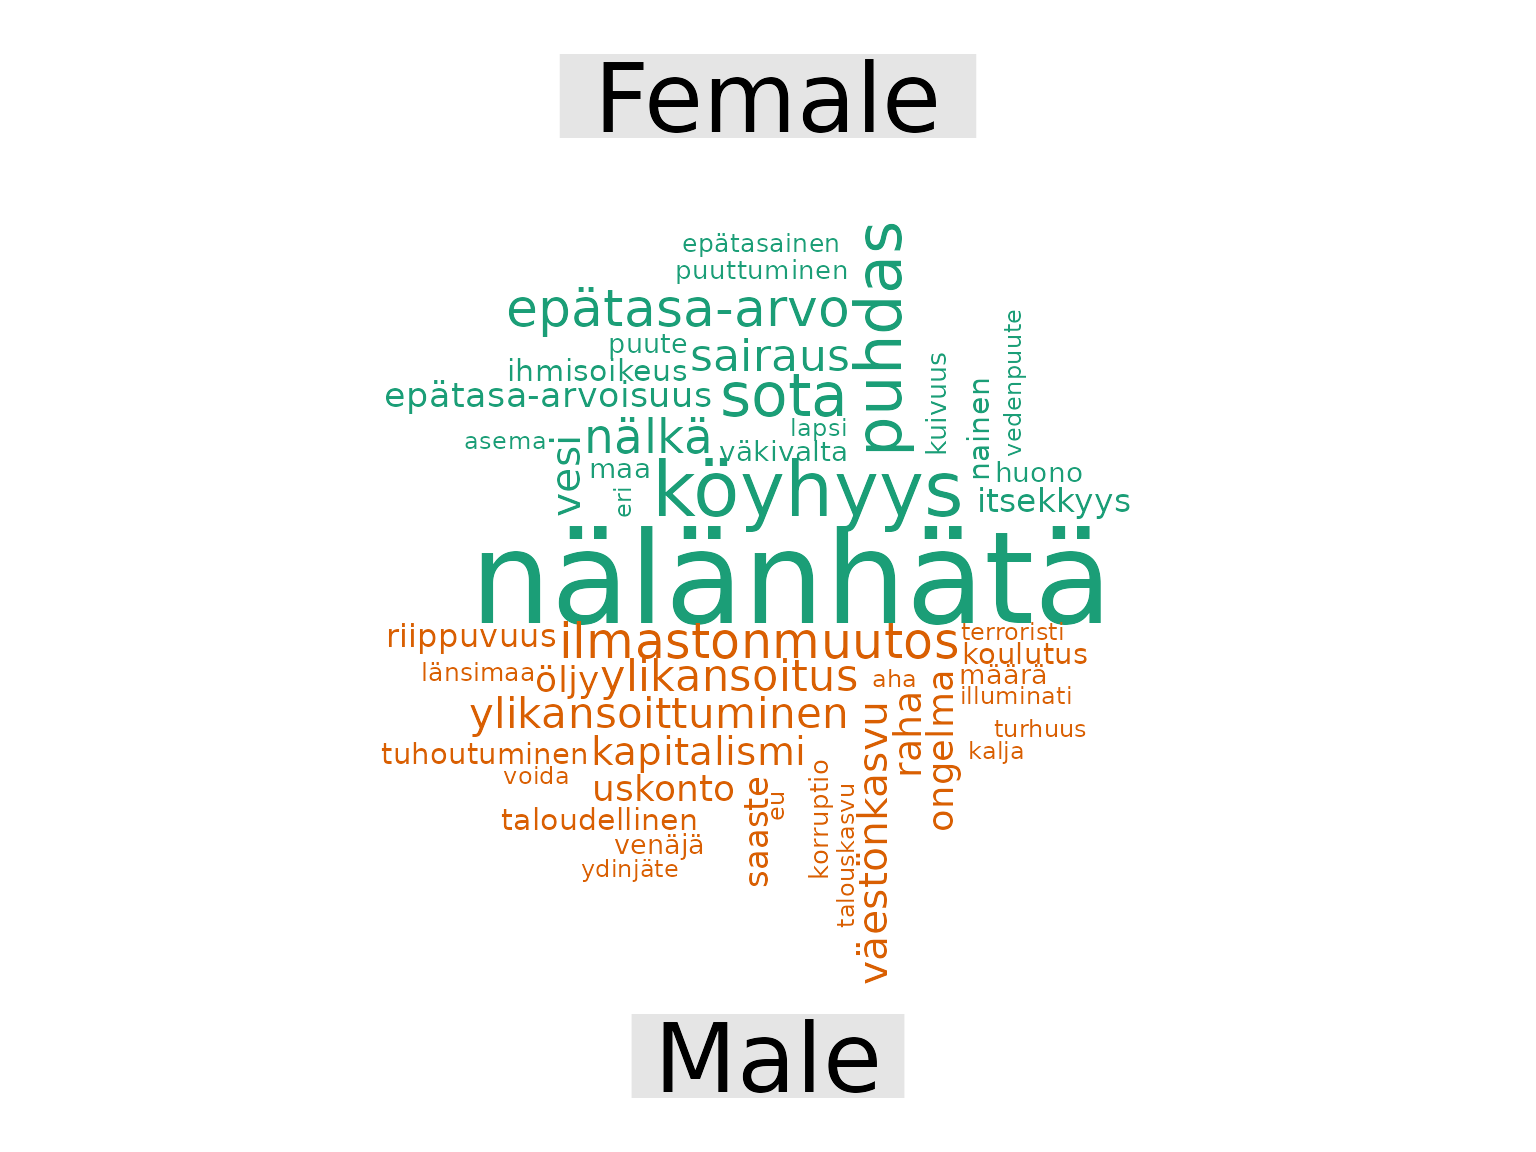 Female
epätasainen
puuttuminen
puhdas
epätasa-arvo
puute
sairaus
ihmisoikeus
epätasa-arvoisuus
sota
kuivuus
nainen
vedenpuute
asema
vesi
nälkä
lapsi
väkivalta
maa
eri
köyhyys
huono
itsekkyys
nälänhätä
riippuvuus
ilmastonmuutos
terroristi
koulutus
länsimaa
öljy
ylikansoitus
aha
määrä
illuminati
ylikansoittuminen
väestönkasvu
raha
ongelma
turhuus
kalja
tuhoutuminen
kapitalismi
voida
uskonto
saaste
eu
korruptio
talouskasvu
taloudellinen
venäjä
ydinjäte
Male